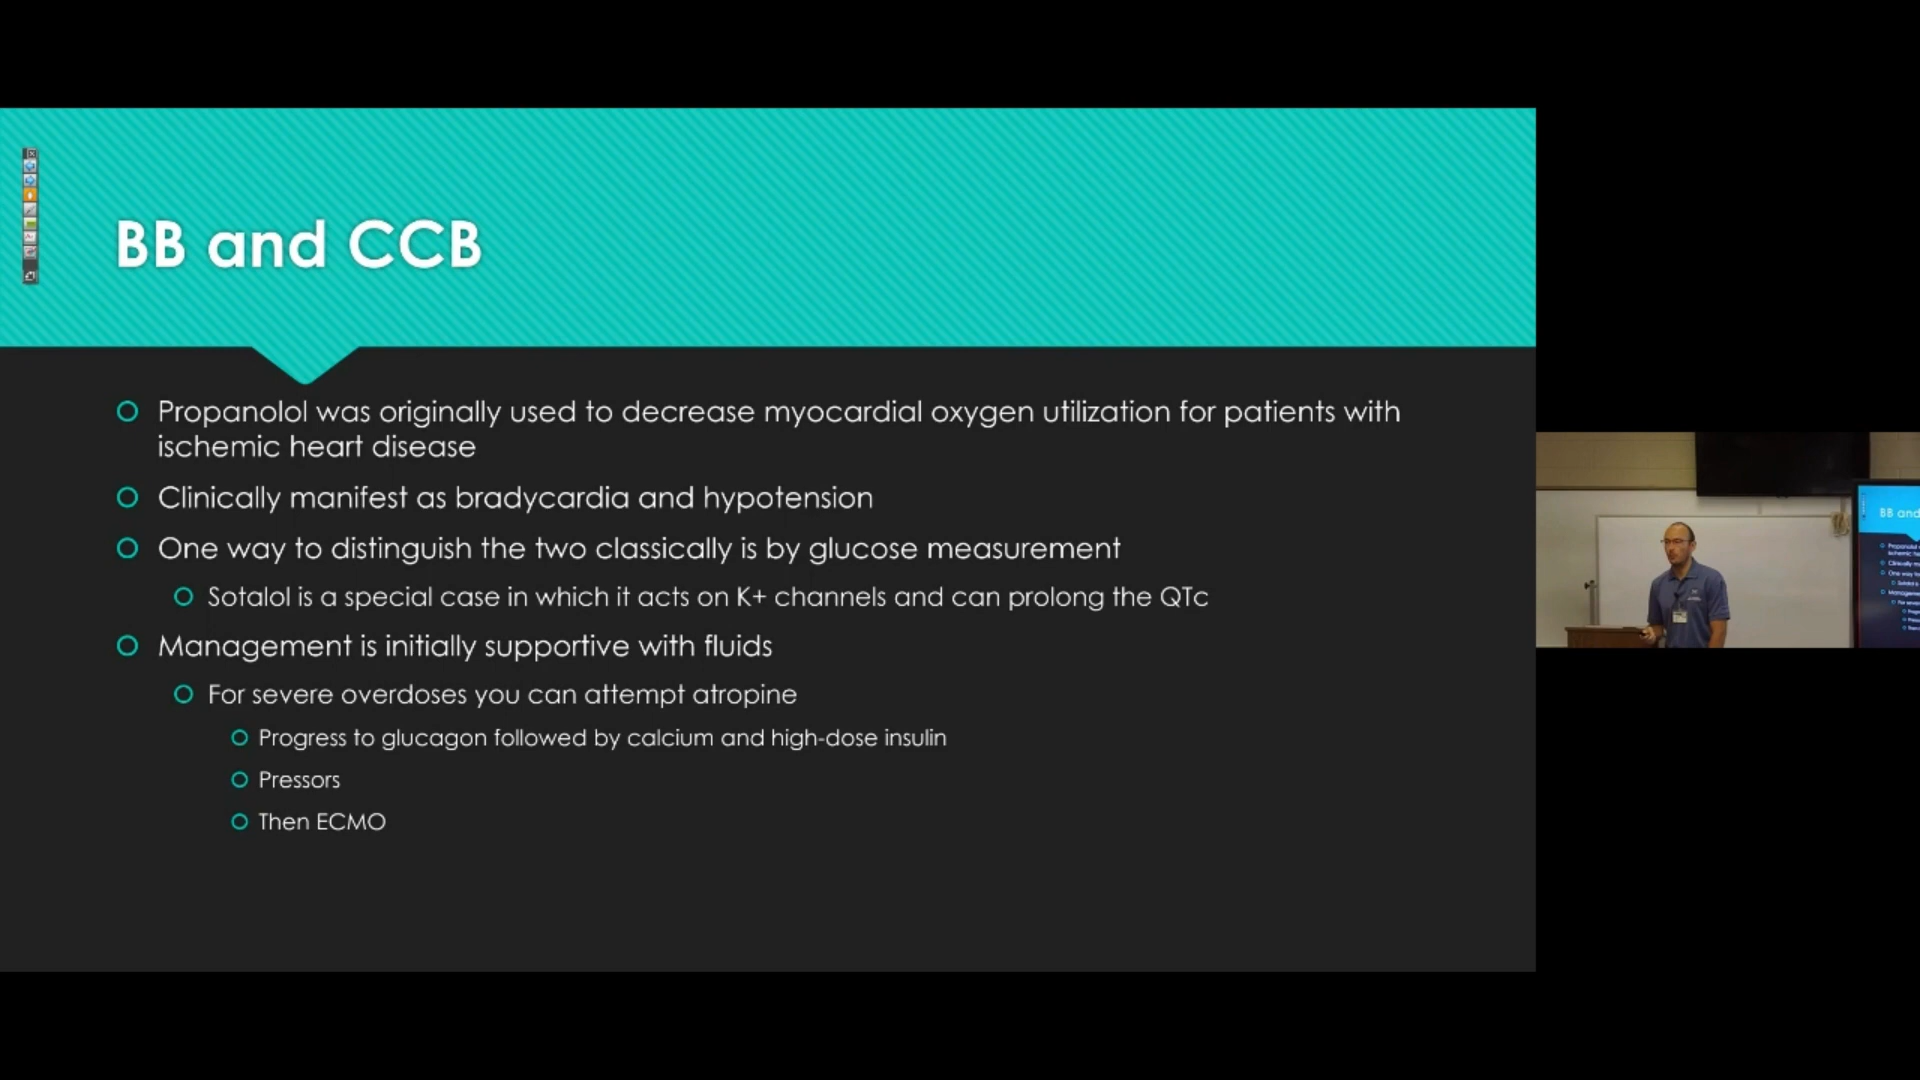 BB and CCB
Propanolol was originally used to decrease myocardial oxygen utilization for patients with
ischemic heart disease
Clinically manifest as bradycardia and hypotension
One way to distinguish the two classically is by glucose measurement
Sotalol is a special case in which it acts on K+ channels and can prolong the QTc
Management is initially supportive with fluids
For severe overdoses you can attempt atropine
Progress to glucagon followed by calcium and high-dose insulin
Pressors
Then ECMO
BB and